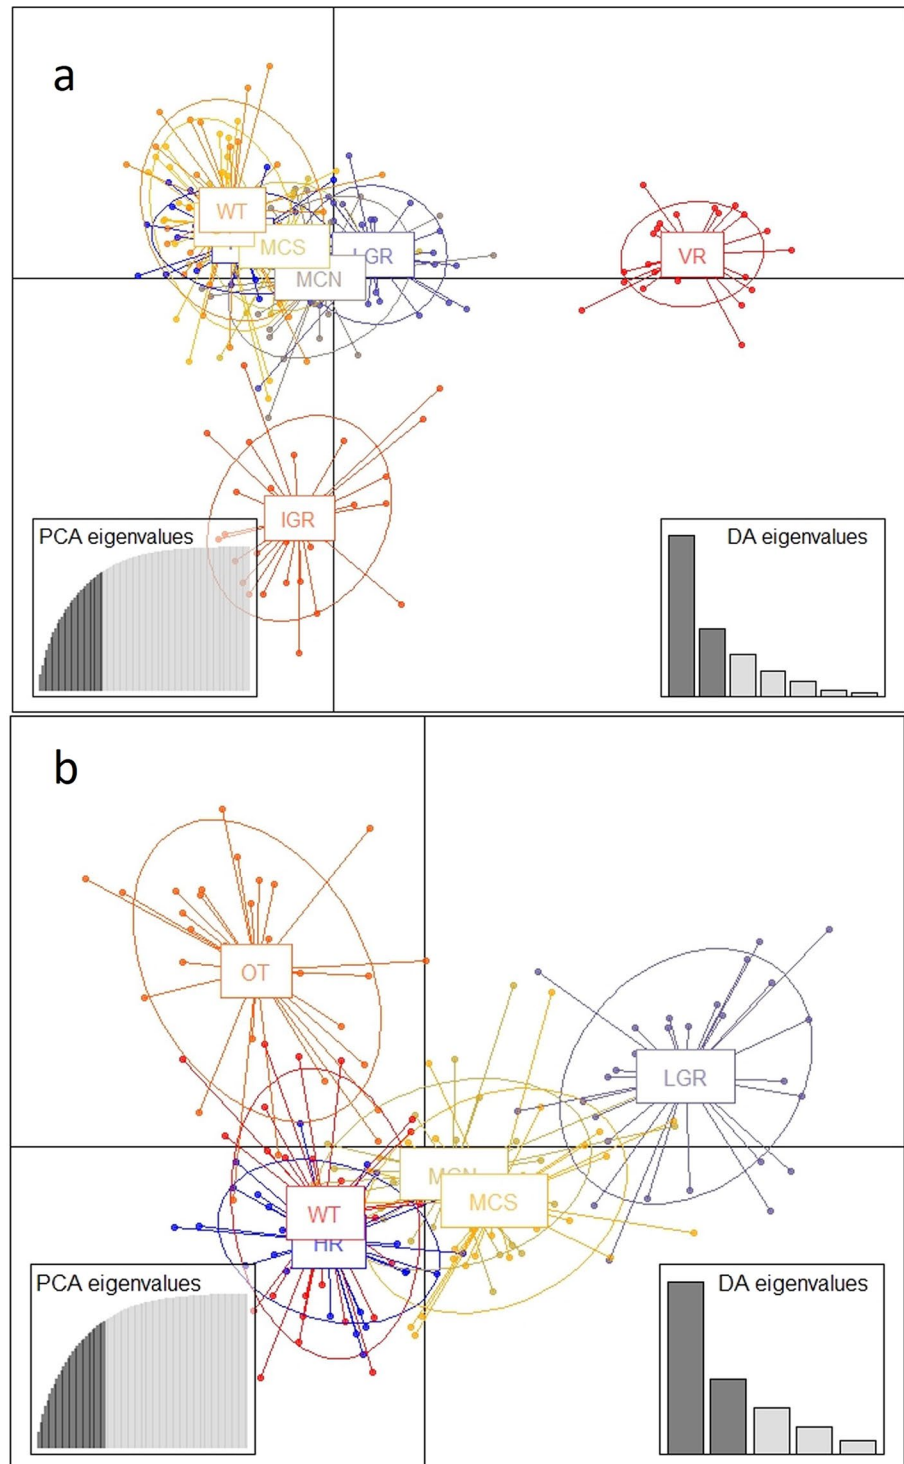 a
WT
MCS
LGR
MCN
VR
IGR
PCA eigenvalues
DA eigenvalues
b
OT
LGR
MCN
MCS
WT
HR
PCA eigenvalues
DA eigenvalues